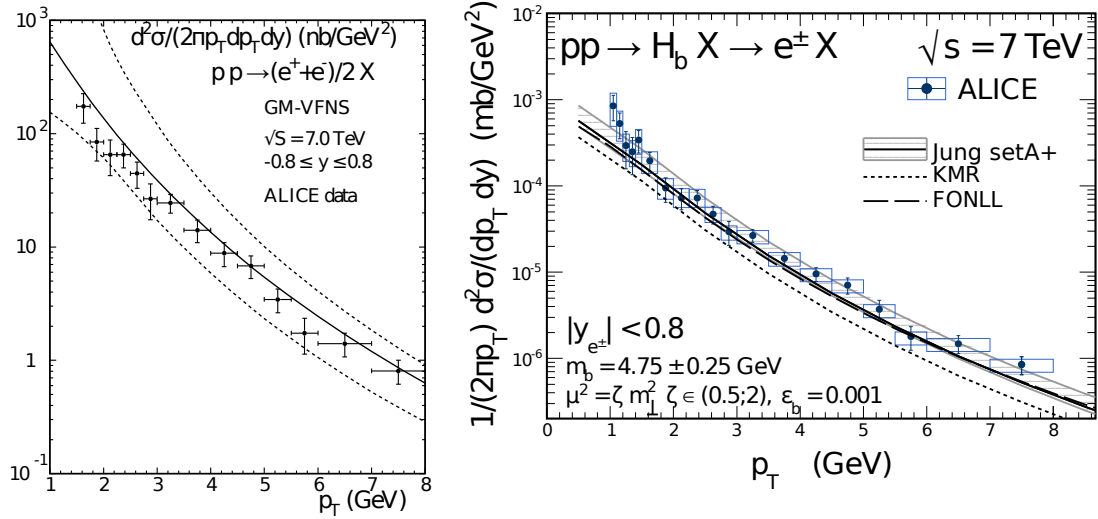 10³
10²
10
1
10⁻¹
d²σ/(2πp_T dp_T dy) (nb/GeV²)
p p → (e⁺+e⁻)/2 X
GM-VFNS
√S = 7.0 TeV
-0.8 ≤ y ≤ 0.8
ALICE data
1 2 3 4 5 6 7 8
p_T (GeV)
1/(2πp_T) d²σ/(dp_T dy) (mb/GeV²)
10⁻²
10⁻³
10⁻⁴
10⁻⁵
10⁻⁶
pp → H_b X → e± X √s = 7 TeV
ALICE
Jung setA+
KMR
FONLL
|y_e±| < 0.8
m_b = 4.75 ± 0.25 GeV
μ² = ζ m²_⊥ ζ ∈ (0.5;2), ε_b = 0.001
0 1 2 3 4 5 6 7 8
p_T (GeV)